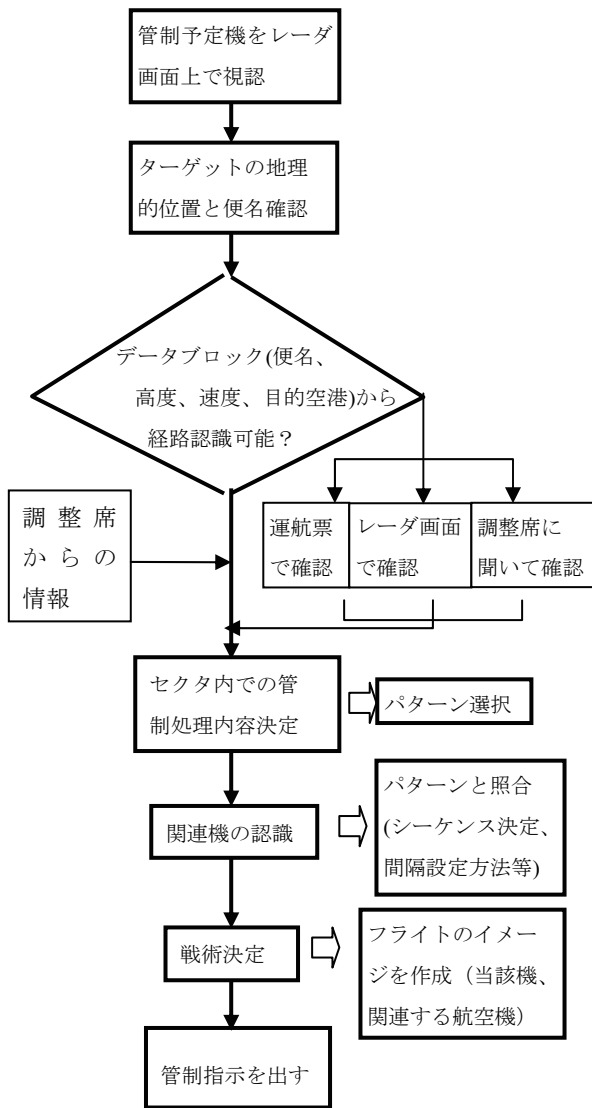 管制予定機をレーダ
画面上で視認
ターゲットの地理
的位置と便名確認
データブロック(便名、
高度、速度、目的空港)から
経路認識可能？
調整席
からの
情報
運航票
で確認
レーダ画面
で確認
調整席に
聞いて確認
セクタ内での管
制処理内容決定
パターン選択
関連機の認識
パターンと照合
(シーケンス決定、
間隔設定方法等)
戦術決定
フライトのイメー
ジを作成（当該機、
関連する航空機）
管制指示を出す